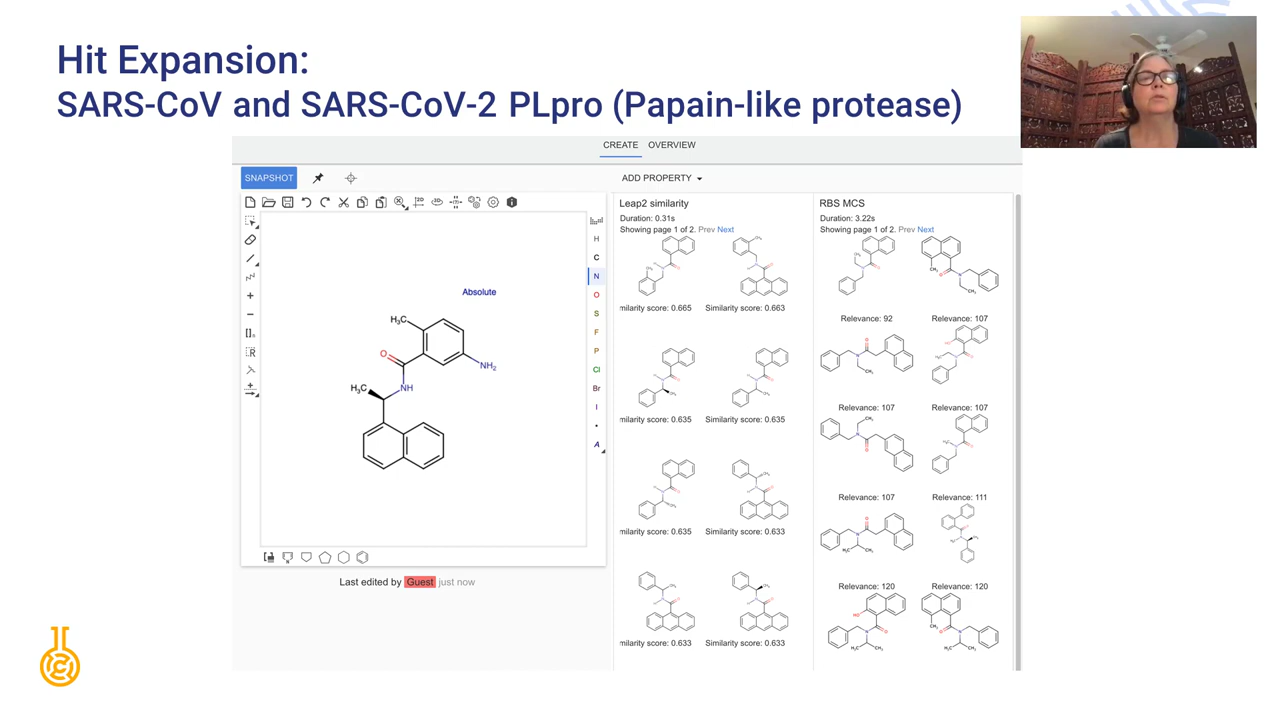 Hit Expansion:
SARS-CoV and SARS-CoV-2 PLpro (Papain-like protease)
CREATE OVERVIEW
SNAPSHOT
ADD PROPERTY
Absolute
H₃C
O
NH₂
H₃C
NH
H
C
N
O
S
F
P
Cl
Br
I
A
Last edited by Guest just now
Leap2 similarity
Duration: 0.31s
Showing page 1 of 2. Prev Next
milarity score: 0.665 Similarity score: 0.663
milarity score: 0.635 Similarity score: 0.635
milarity score: 0.635 Similarity score: 0.633
milarity score: 0.633 Similarity score: 0.633
RBS MCS
Duration: 3.22s
Showing page 1 of 2. Prev Next
Relevance: 92 Relevance: 107
Relevance: 107 Relevance: 107
Relevance: 107 Relevance: 111
Relevance: 120 Relevance: 120